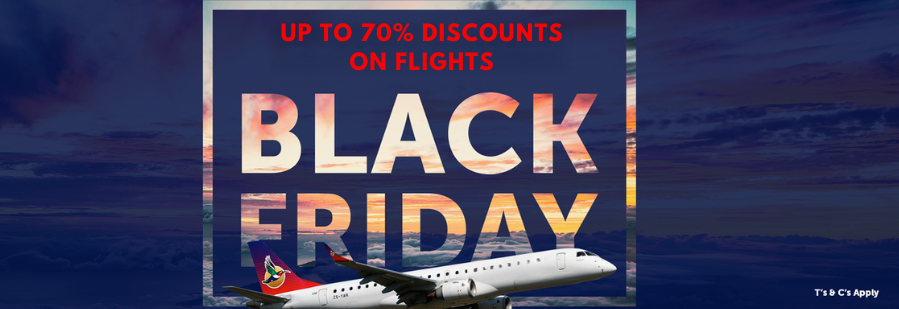 UP TO 70% DISCOUNTS
ON FLIGHTS
BLACK
FRIDAY
T's & C's Apply